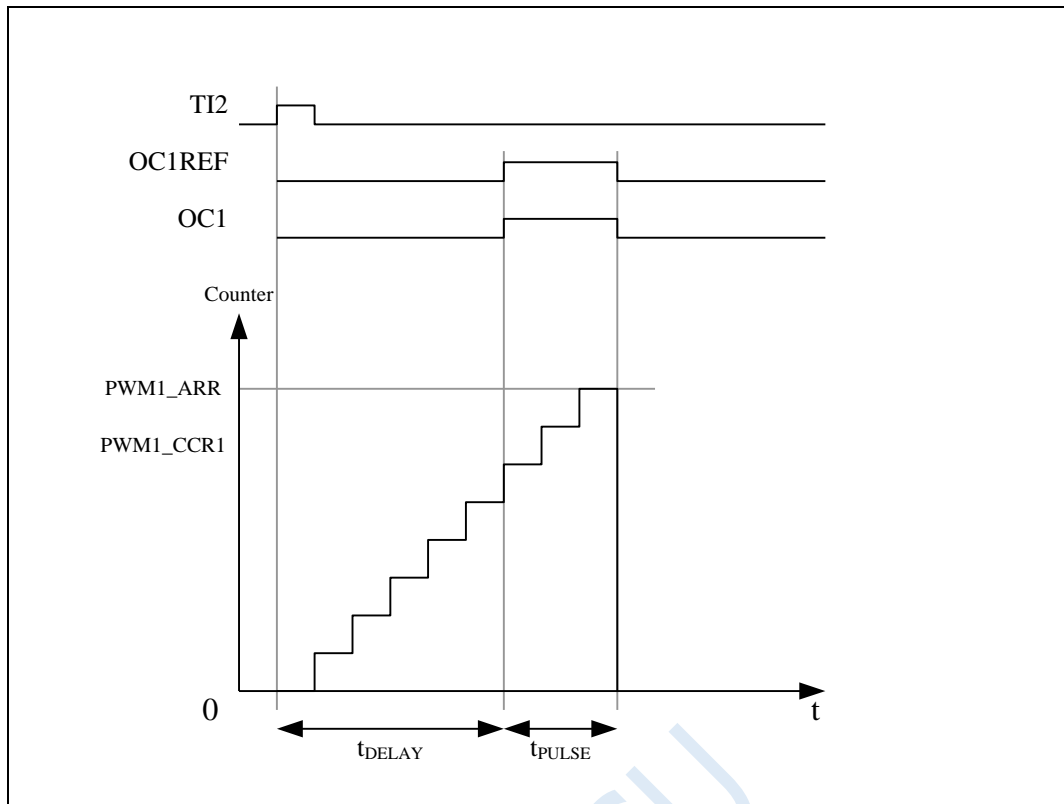 TI2
OC1REF
OC1
Counter
PWM1_ARR
PWM1_CCR1
0
t
tDELAY
tPULSE